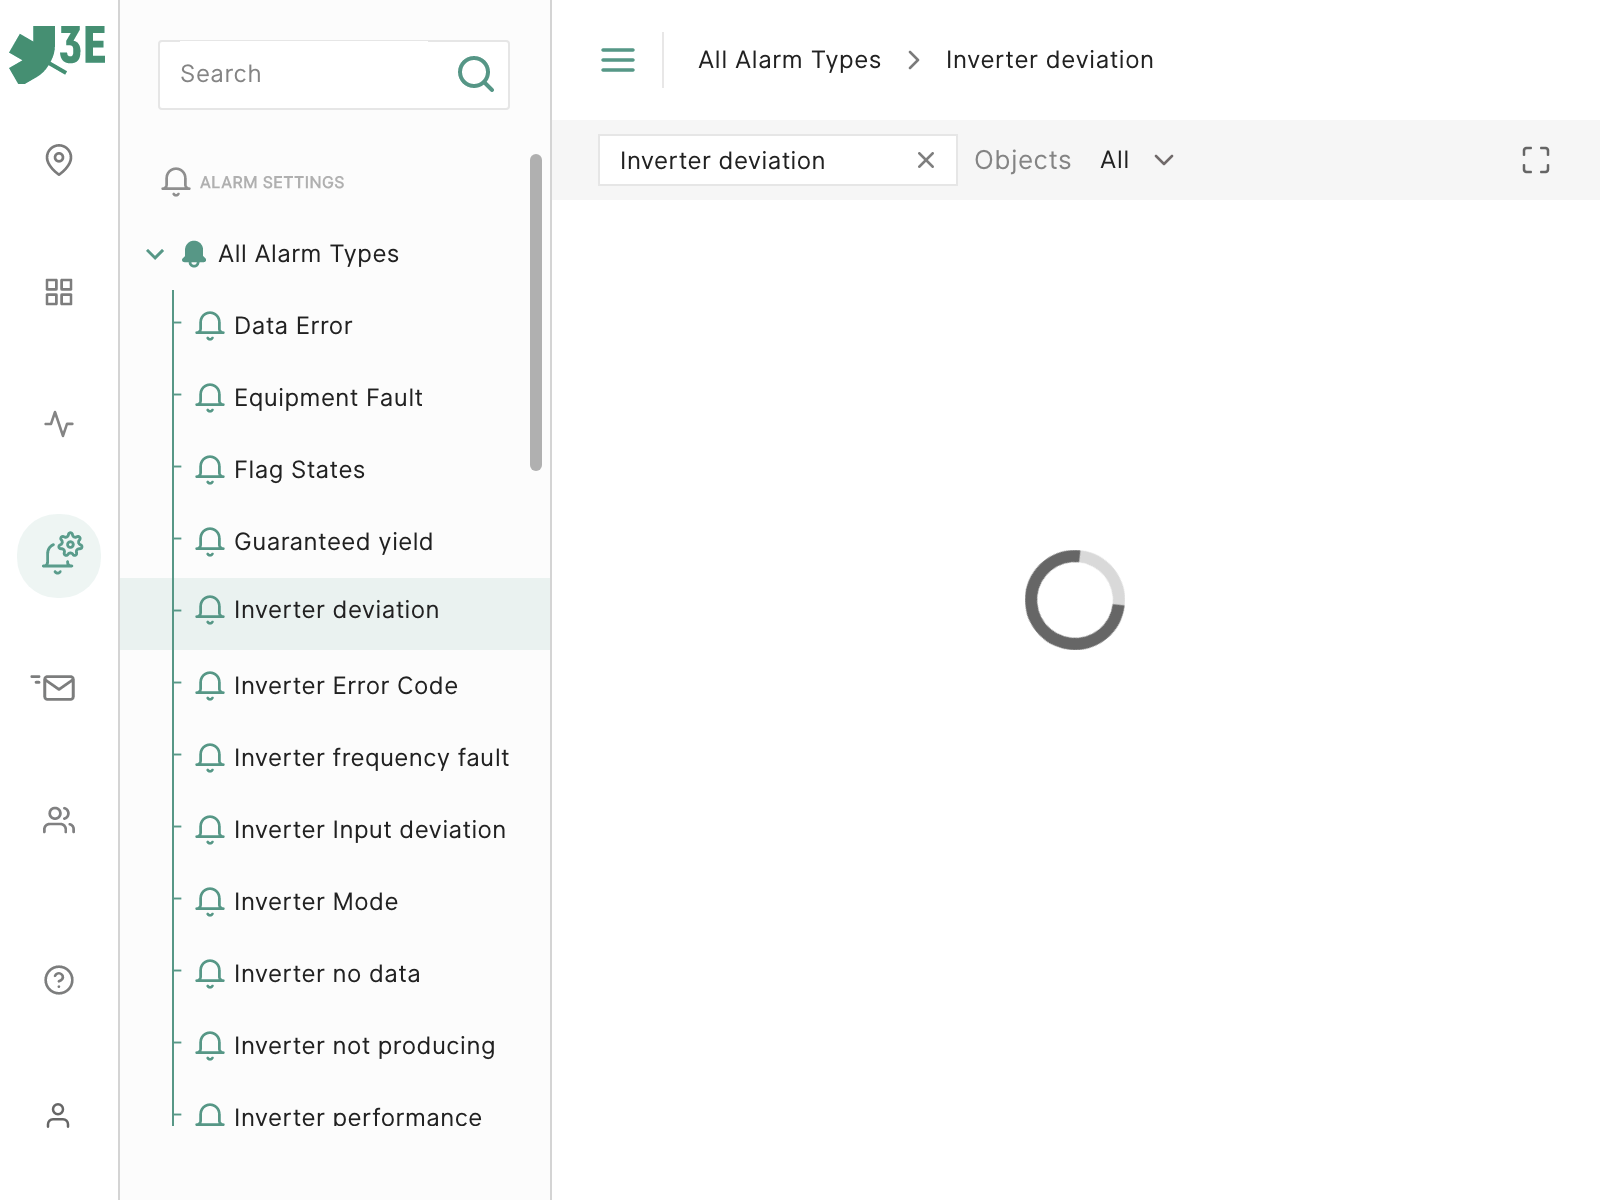 3E
Search
ALARM SETTINGS
All Alarm Types
Data Error
Equipment Fault
Flag States
Guaranteed yield
Inverter deviation
Inverter Error Code
Inverter frequency fault
Inverter Input deviation
Inverter Mode
Inverter no data
Inverter not producing
Inverter performance
All Alarm Types > Inverter deviation
Inverter deviation Objects All